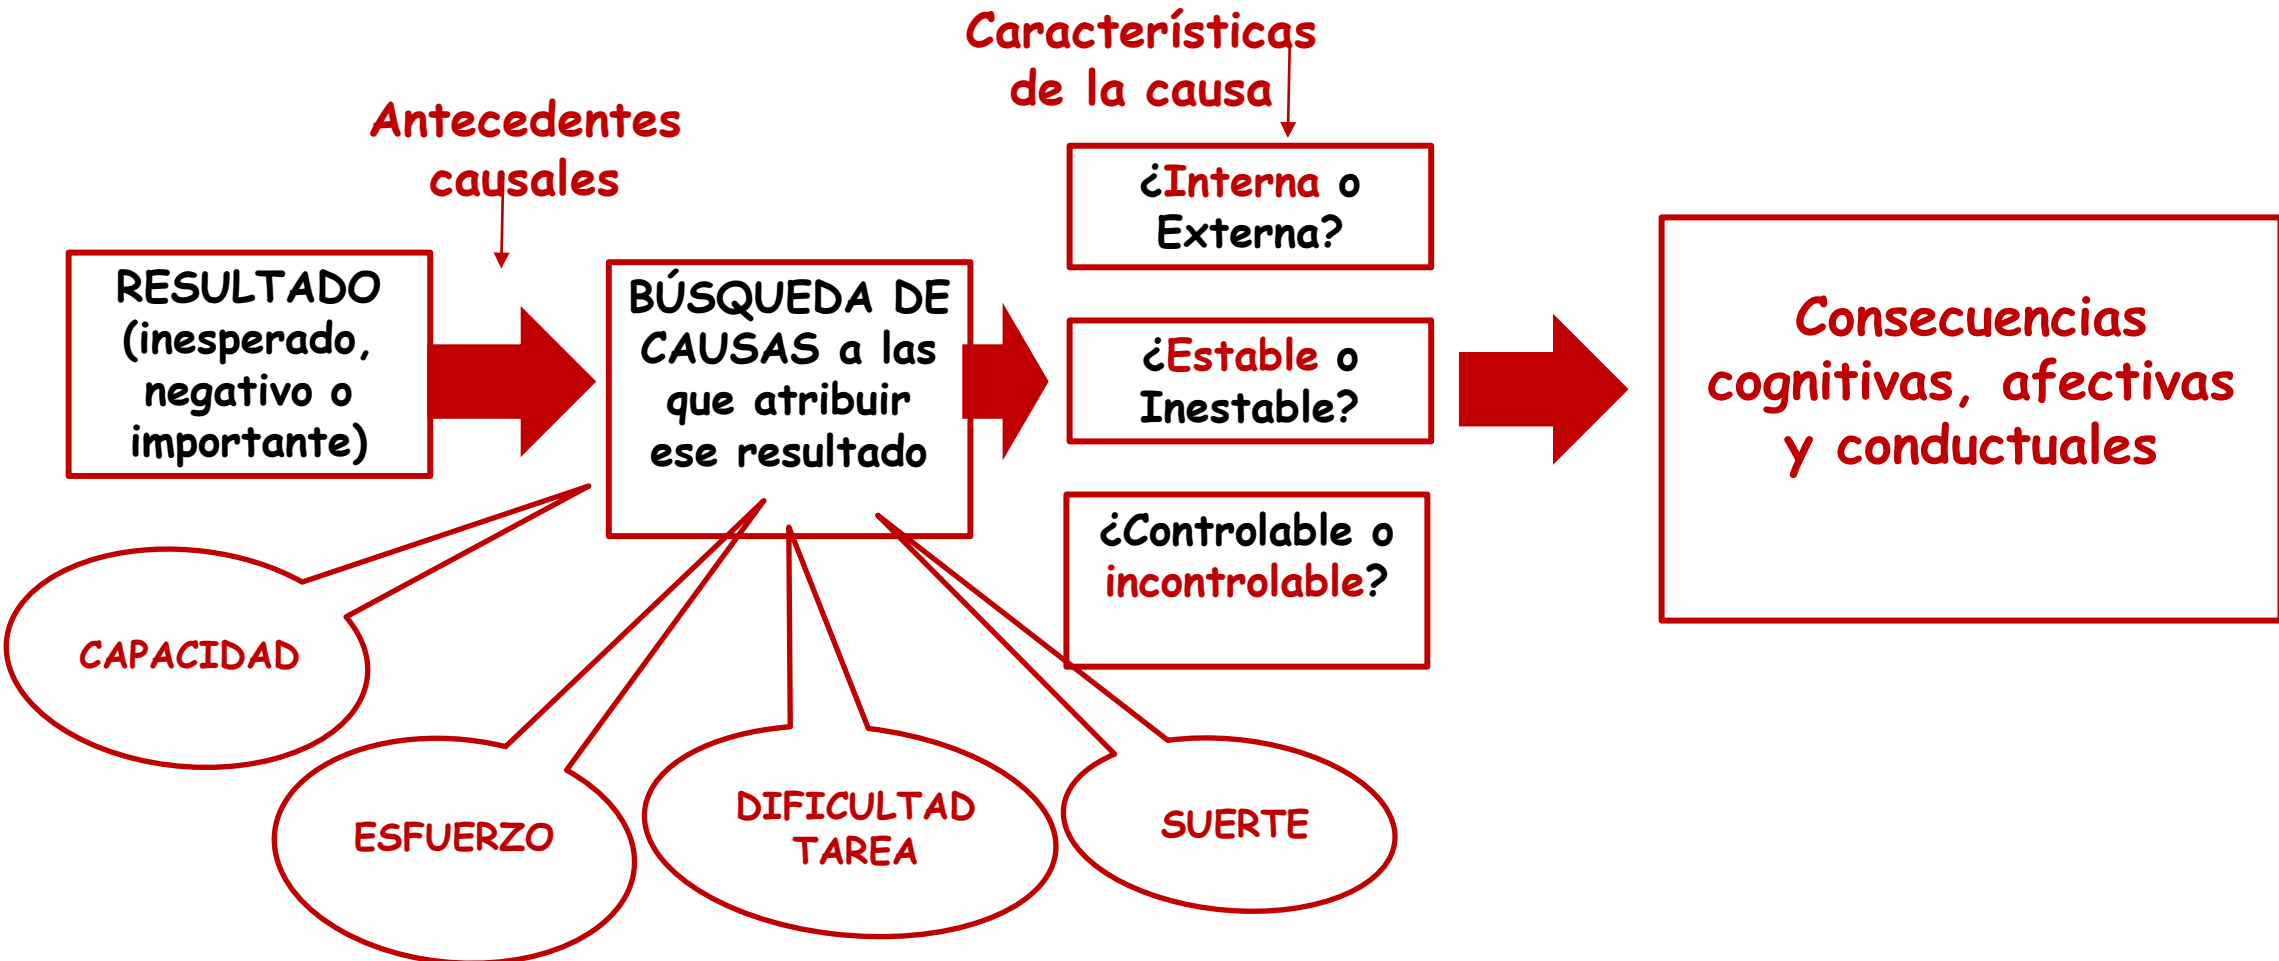 Características
de la causa
Antecedentes
causales
RESULTADO
(inesperado,
negativo o
importante)
BÚSQUEDA DE
CAUSAS a las
que atribuir
ese resultado
¿Interna o
Externa?
¿Estable o
Inestable?
¿Controlable o
incontrolable?
Consecuencias
cognitivas, afectivas
y conductuales
CAPACIDAD
ESFUERZO
DIFICULTAD
TAREA
SUERTE